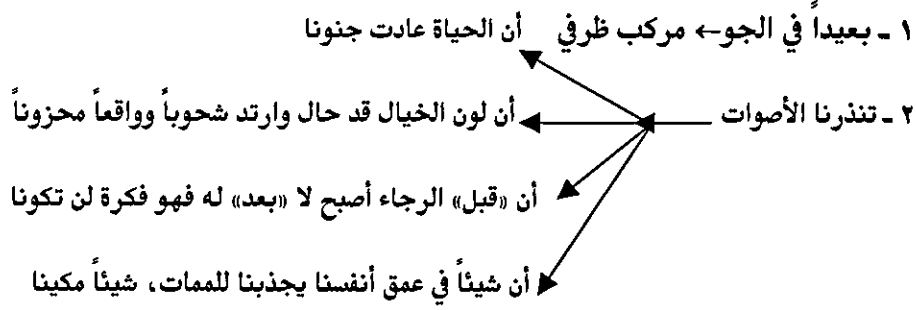 ١ ـ بعيداً في الجو← مركب ظرفي أن الحياة عادت جنونا
٢ ـ تنذرنا الأصوات أن لون الخيال قد حال وارتد شحوباً وواقعاً محزوناً
أن «قبل» الرجاء أصبح لا «بعد» له فهو فكرة لن تكونا
أن شيئاً في عمق أنفسنا يجذبنا للممات، شيئاً مكينا